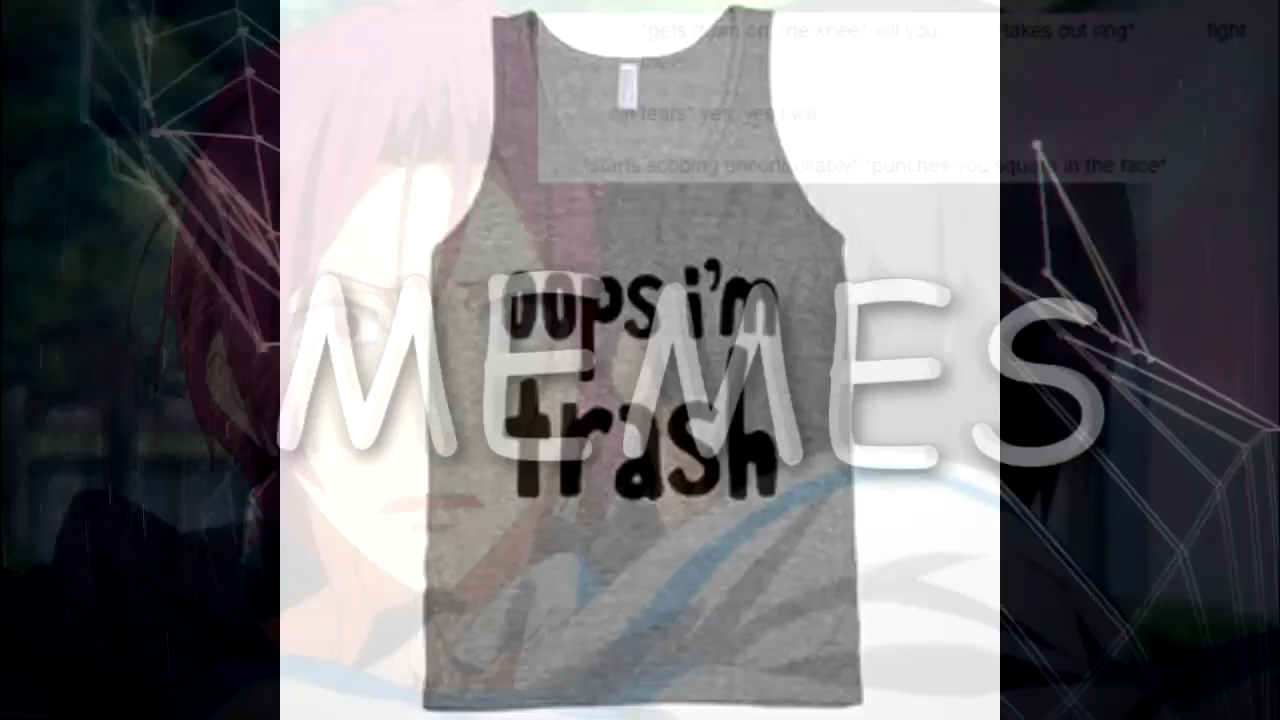 *gets down on one knee* will you *takes out ring* fight
*in tears* yes, yes i will
*starts sobbing uncontrollably* *punches you square in the face*
oops i'm
trash
MEMES